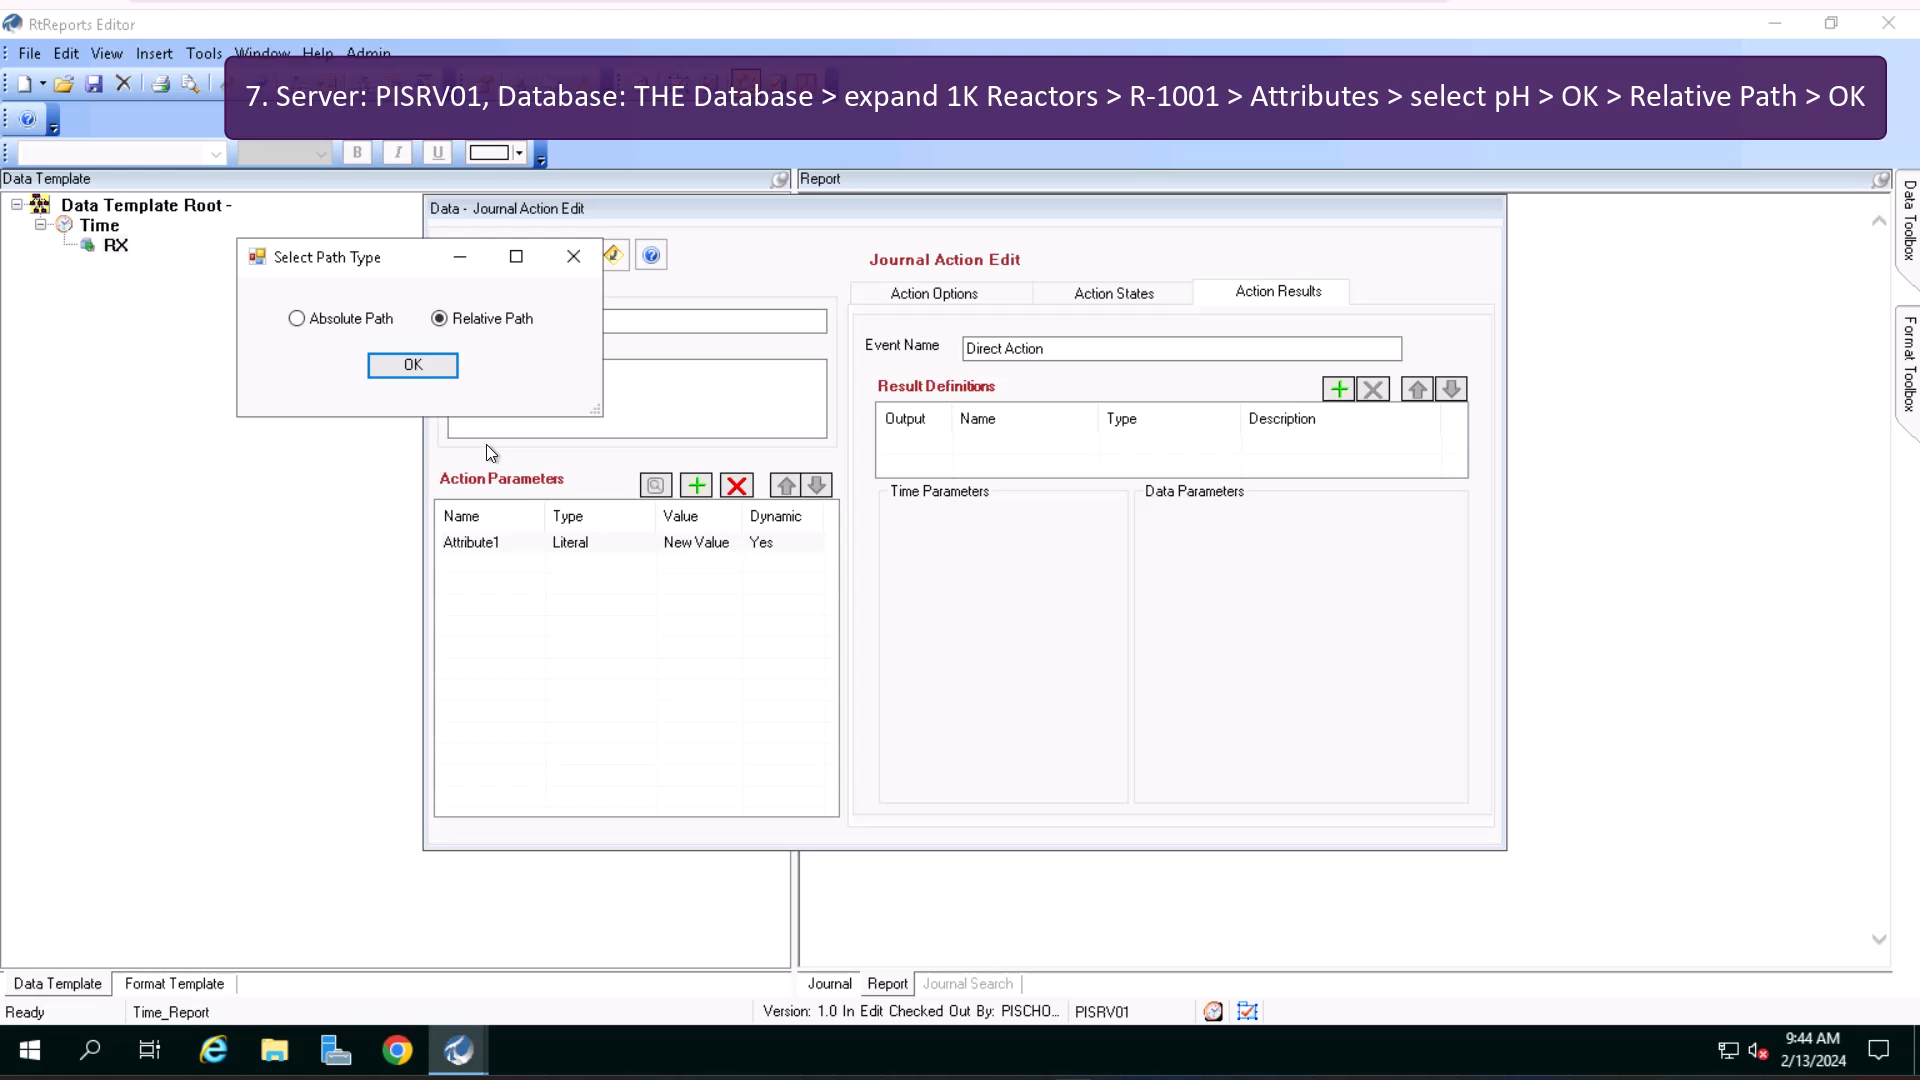 RtReports Editor
File Edit View Insert Tools Window Help Admin
7. Server: PISRV01, Database: THE Database > expand 1K Reactors > R-1001 > Attributes > select pH > OK > Relative Path > OK
B I U
Data Template
Report
Data Template Root -
Time
RX
Data - Journal Action Edit
Select Path Type
Absolute Path
Relative Path
OK
Journal Action Edit
Action Options
Action States
Action Results
Event Name
Direct Action
Result Definitions
Output Name Type Description
Time Parameters
Data Parameters
Action Parameters
Name Type Value Dynamic
Attribute1 Literal New Value Yes
Data Toolbox
Format Toolbox
Data Template
Format Template
Journal
Report
Journal Search
Ready
Time_Report
Version: 1.0 In Edit Checked Out By: PISCHO...
PISRV01
9:44 AM
2/13/2024